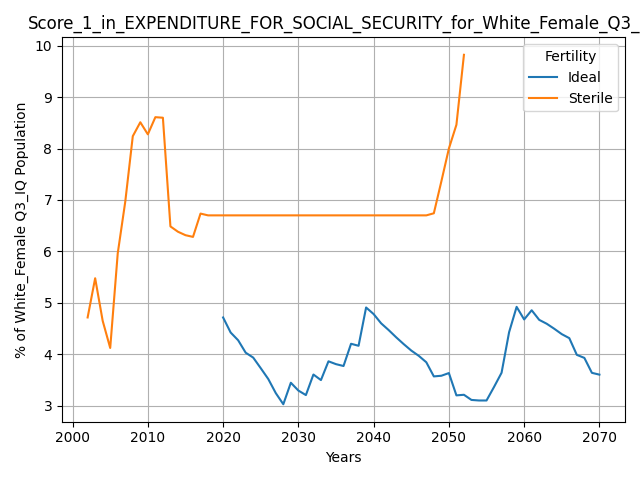 Score_1_in_EXPENDITURE_FOR_SOCIAL_SECURITY_for_White_Female_Q3_
10
9
8
7
6
5
4
3
% of White_Female Q3_IQ Population
Fertility
Ideal
Sterile
2000 2010 2020 2030 2040 2050 2060 2070
Years